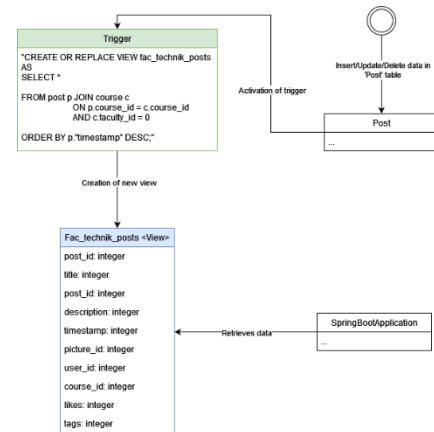 Trigger
"CREATE OR REPLACE VIEW fac_technik_posts
AS
SELECT *
FROM post p JOIN course c
ON p.course_id = c.course_id
AND c.faculty_id = 0
ORDER BY p."timestamp" DESC;"
Insert/Update/Delete data in
'Post' table
Activation of trigger
Post
...
Creation of new view
Fac_technik_posts <View>
post_id: integer
title: integer
post_id: integer
description: integer
timestamp: integer
picture_id: integer
user_id: integer
course_id: integer
likes: integer
tags: integer
Retrieves data
SpringBootApplication
...